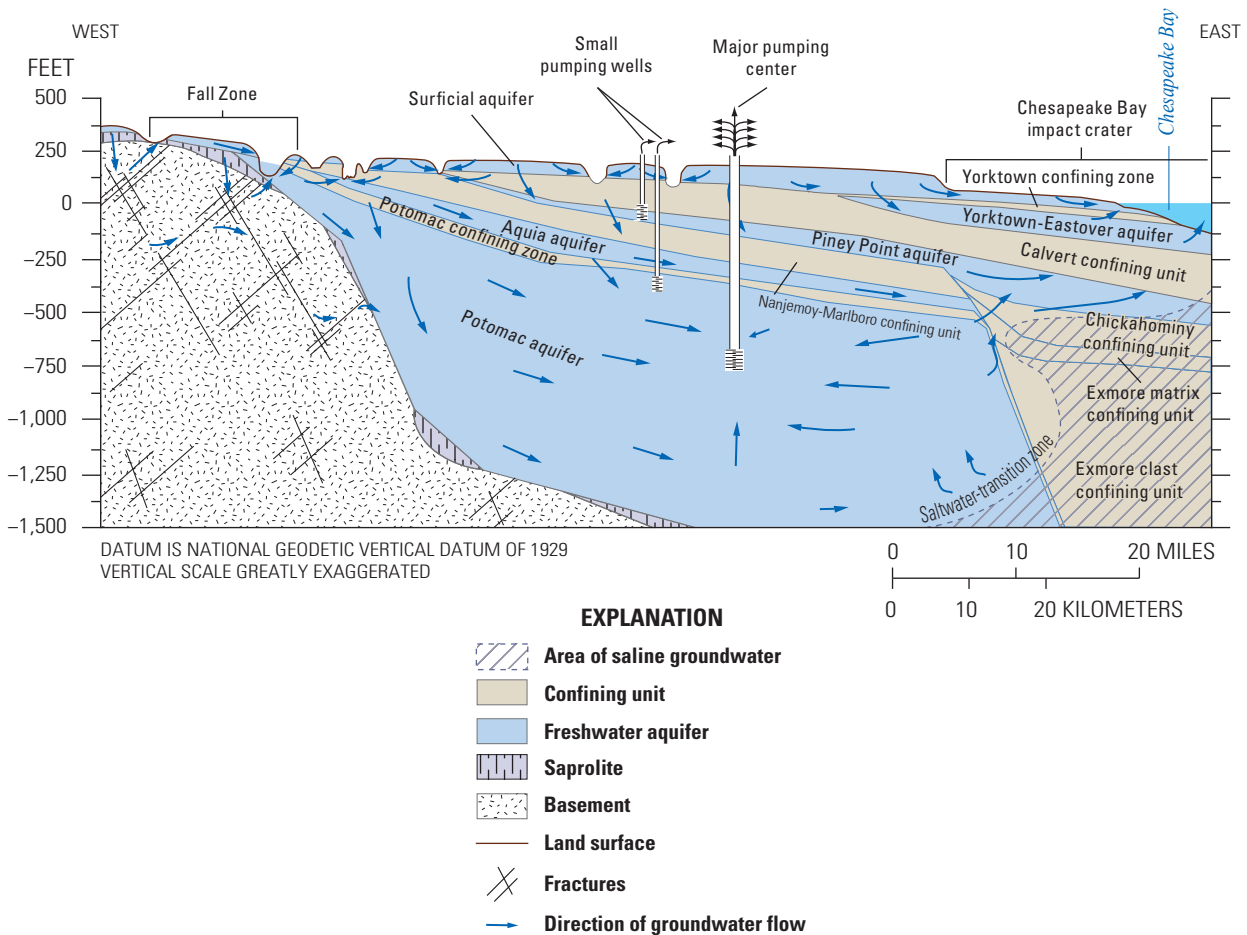 WEST
EAST
FEET
500
250
0
−250
−500
−750
−1,000
−1,250
−1,500
Fall Zone
Surficial aquifer
Small
pumping wells
Major pumping
center
Chesapeake Bay
impact crater
Chesapeake Bay
Yorktown confining zone
Yorktown-Eastover aquifer
Calvert confining unit
Piney Point aquifer
Potomac confining zone
Aquia aquifer
Nanjemoy-Marlboro confining unit
Potomac aquifer
Chickahominy
confining unit
Exmore matrix
confining unit
Exmore clast
confining unit
Saltwater-transition zone
DATUM IS NATIONAL GEODETIC VERTICAL DATUM OF 1929
VERTICAL SCALE GREATLY EXAGGERATED
0 10 20 MILES
0 10 20 KILOMETERS
EXPLANATION
Area of saline groundwater
Confining unit
Freshwater aquifer
Saprolite
Basement
Land surface
Fractures
Direction of groundwater flow